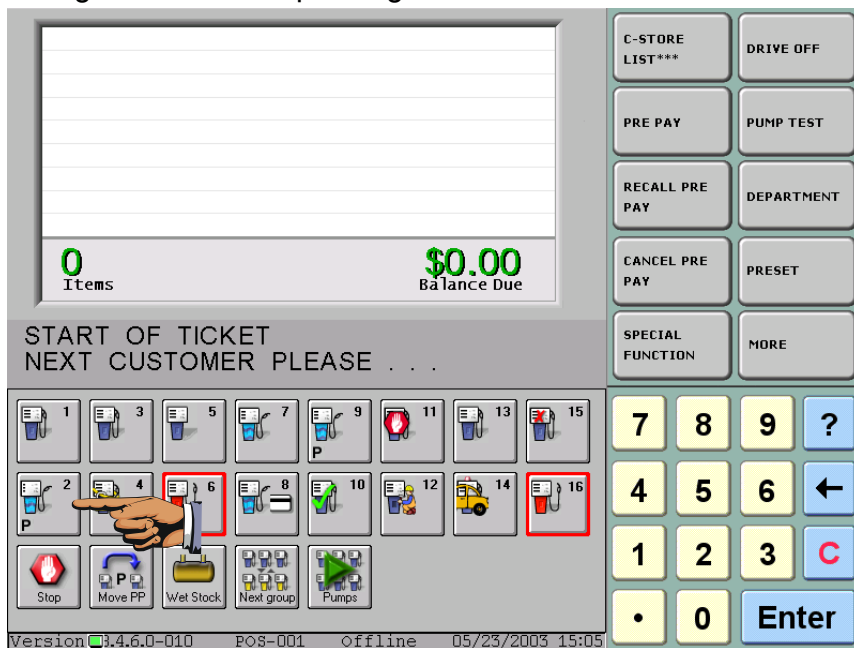 C-STORE
LIST***
DRIVE OFF
PRE PAY
PUMP TEST
RECALL PRE
PAY
DEPARTMENT
0
Items
$0.00
Balance Due
CANCEL PRE
PAY
PRESET
START OF TICKET
NEXT CUSTOMER PLEASE . . .
SPECIAL
FUNCTION
MORE
1 3 5 7 9 P 11 13 15
2 P 4 6 8 10 12 14 16
Stop
P
Move PP
Wet Stock
Next group
Pumps
7 8 9 ?
4 5 6 ←
1 2 3 C
• 0 Enter
Version 3.4.6.0-010 POS-001 Offline 05/23/2003 15:05